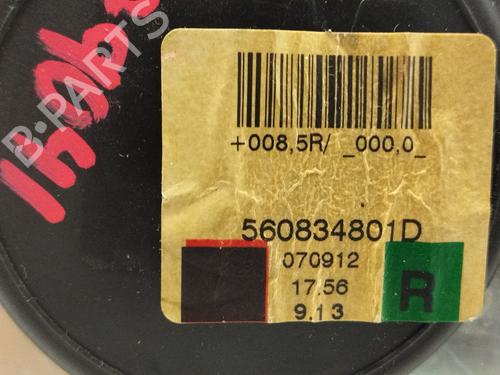 +008,5R/ _000,0_
560834801D
070912
17.56
9.13
R
B-PARTS